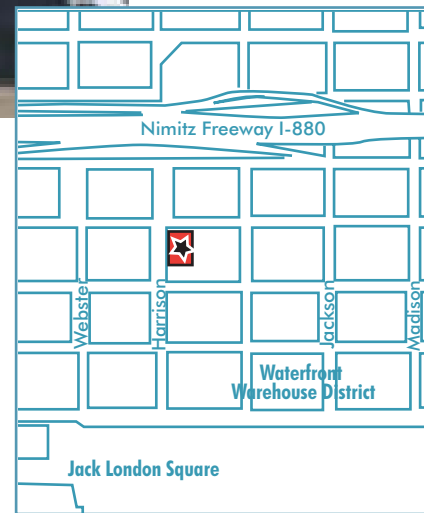 Nimitz Freeway I-880
Webster
Harrison
Jackson
Madison
Waterfront
Warehouse District
Jack London Square